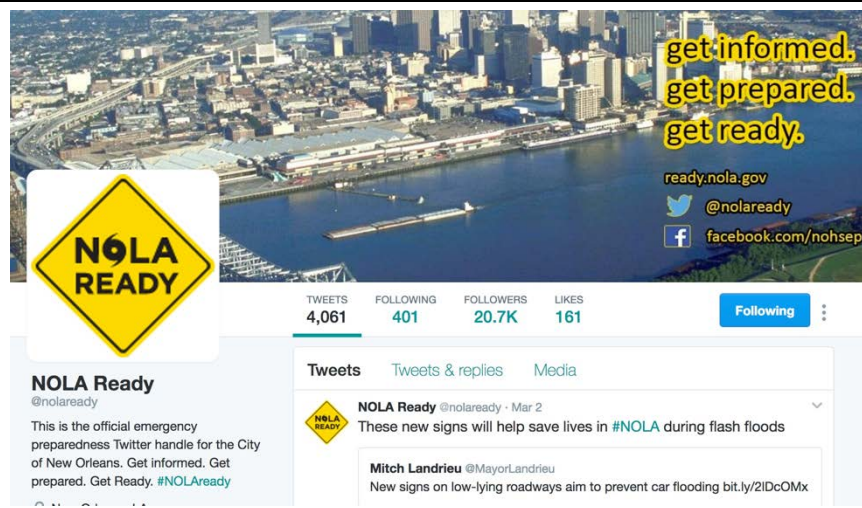 get informed.
get prepared.
get ready.
ready.nola.gov
@nolaready
facebook.com/nohsep
NOLA
READY
TWEETS
FOLLOWING
FOLLOWERS
LIKES
4,061
401
20.7K
161
Following
NOLA Ready
@nolaready
This is the official emergency
preparedness Twitter handle for the City
of New Orleans. Get informed. Get
prepared. Get Ready. #NOLAready
Tweets
Tweets & replies
Media
NOLA
READY
NOLA Ready @nolaready · Mar 2
These new signs will help save lives in #NOLA during flash floods
Mitch Landrieu @MayorLandrieu
New signs on low-lying roadways aim to prevent car flooding bit.ly/2lDcOMx